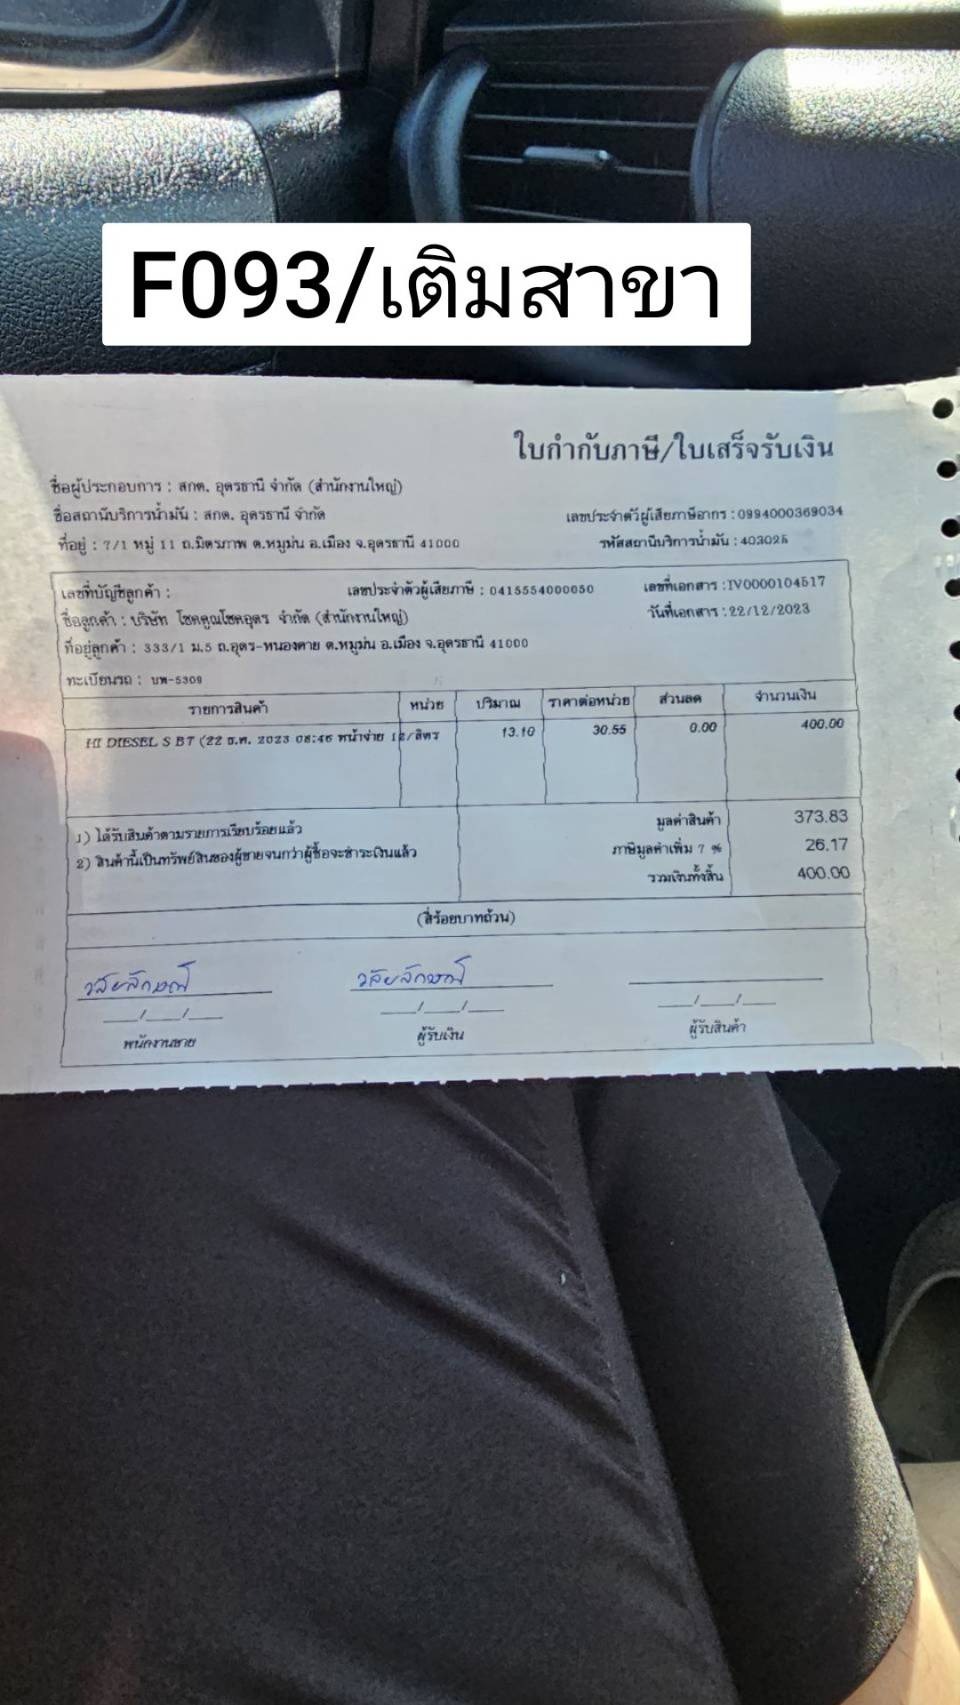 F093/เติมสาขา
ใบกำกับภาษี/ใบเสร็จรับเงิน
ชื่อผู้ประกอบการ : สกต. อุดรธานี จำกัด (สำนักงานใหญ่)
ชื่อสถานีบริการน้ำมัน : สกต. อุดรธานี จำกัด เลขประจำตัวผู้เสียภาษีอากร : 0994000369034
ที่อยู่ : 7/1 หมู่ 11 ถ.มิตรภาพ ต.หมูม่น อ.เมือง จ.อุดรธานี 41000 รหัสสถานีบริการน้ำมัน : 403025
เลขที่บัญชีลูกค้า : เลขประจำตัวผู้เสียภาษี : 0415554000050 เลขที่เอกสาร : IV0000104517
ชื่อลูกค้า : บริษัท โชคคูณโชคอุดร จำกัด (สำนักงานใหญ่) วันที่เอกสาร : 22/12/2023
ที่อยู่ลูกค้า : 333/1 ม.5 ถ.อุดร-หนองคาย ต.หมูม่น อ.เมือง จ.อุดรธานี 41000
ทะเบียนรถ : บพ-5309
รายการสินค้า หน่วย ปริมาณ ราคาต่อหน่วย ส่วนลด จำนวนเงิน
HI DIESEL S B7 (22 ธ.ค. 2023 08:46 หน้าจ่าย 12/ลิตร 13.10 30.55 0.00 400.00
1) ได้รับสินค้าตามรายการเรียบร้อยแล้ว มูลค่าสินค้า 373.83
2) สินค้านี้เป็นทรัพย์สินของผู้ขายจนกว่าผู้ซื้อจะชำระเงินแล้ว ภาษีมูลค่าเพิ่ม 7 % 26.17
รวมเงินทั้งสิ้น 400.00
(สี่ร้อยบาทถ้วน)
วลัยลักษณ์ วลัยลักษณ์
__/__/__ __/__/__ __/__/__
พนักงานขาย ผู้รับเงิน ผู้รับสินค้า